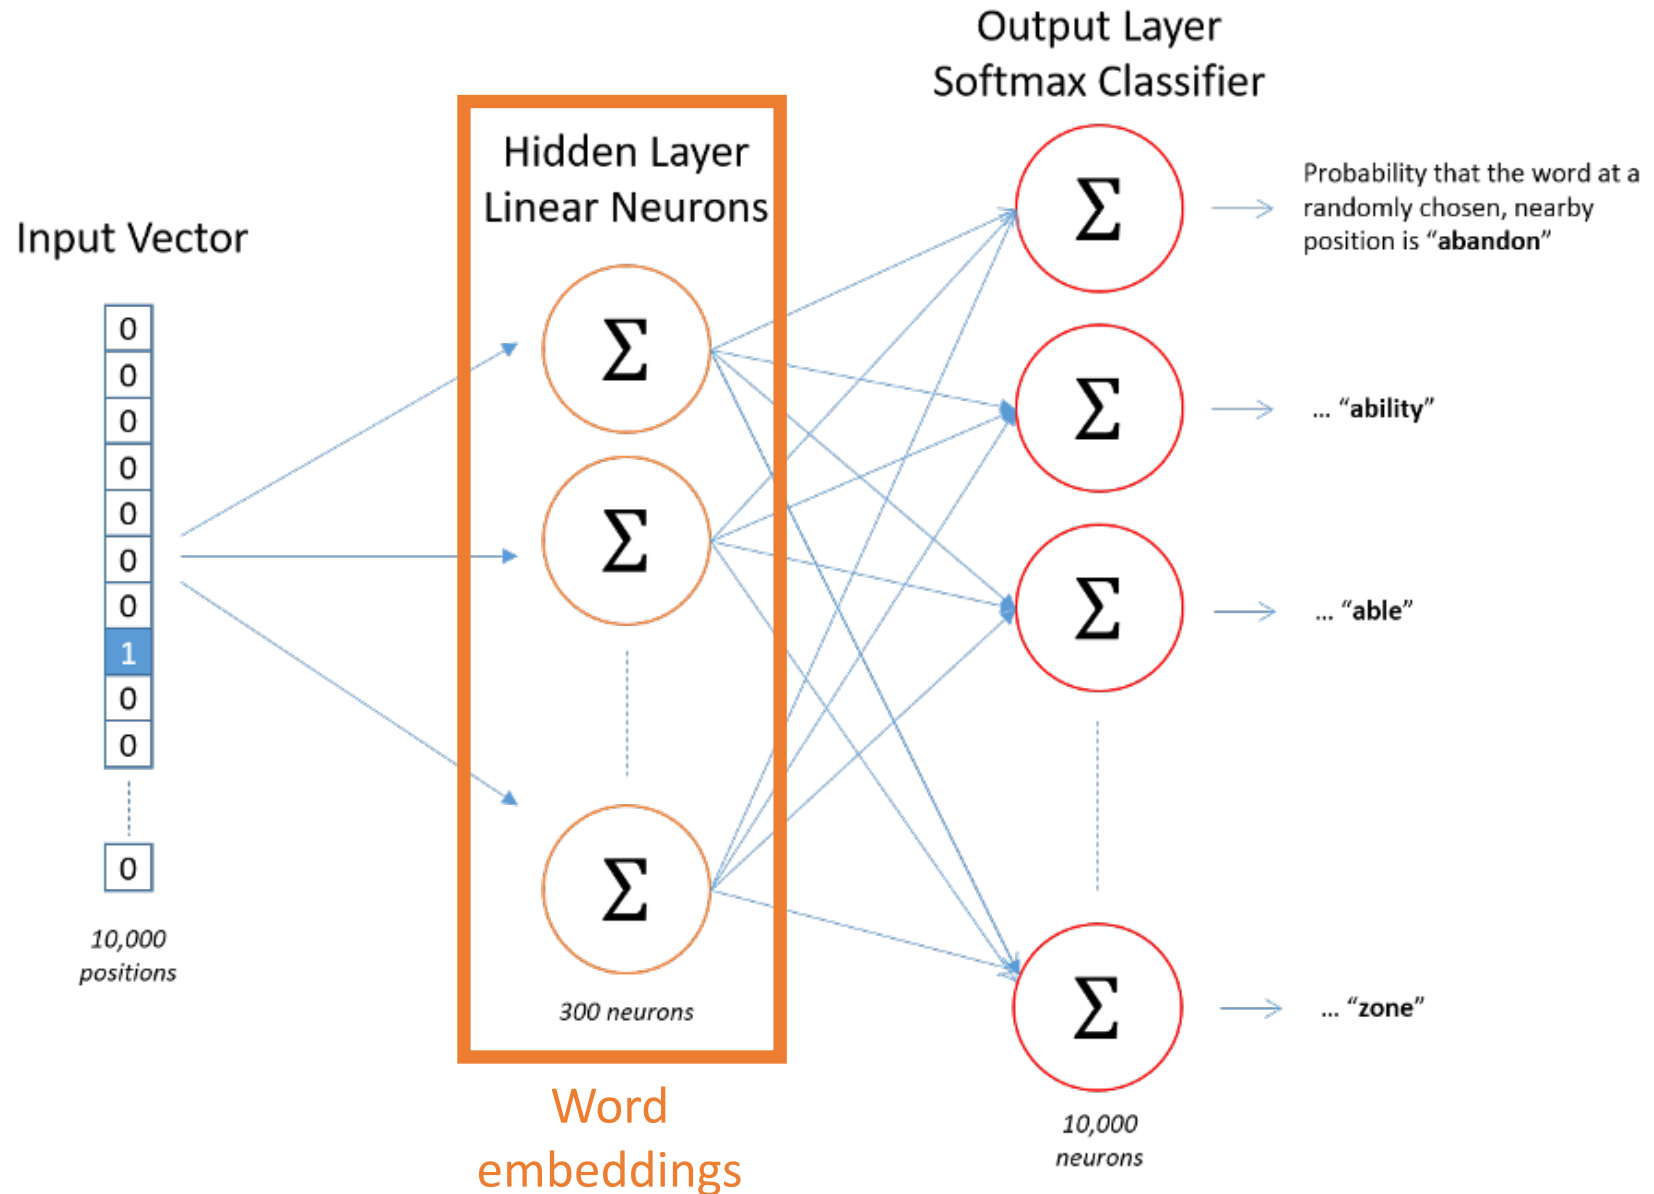 Input Vector
0
0
0
0
0
0
0
1
0
0
0
10,000
positions
Hidden Layer
Linear Neurons
Σ
Σ
Σ
300 neurons
Word
embeddings
Output Layer
Softmax Classifier
Σ
Σ
Σ
Σ
10,000
neurons
Probability that the word at a
randomly chosen, nearby
position is “abandon”
... “ability”
... “able”
... “zone”